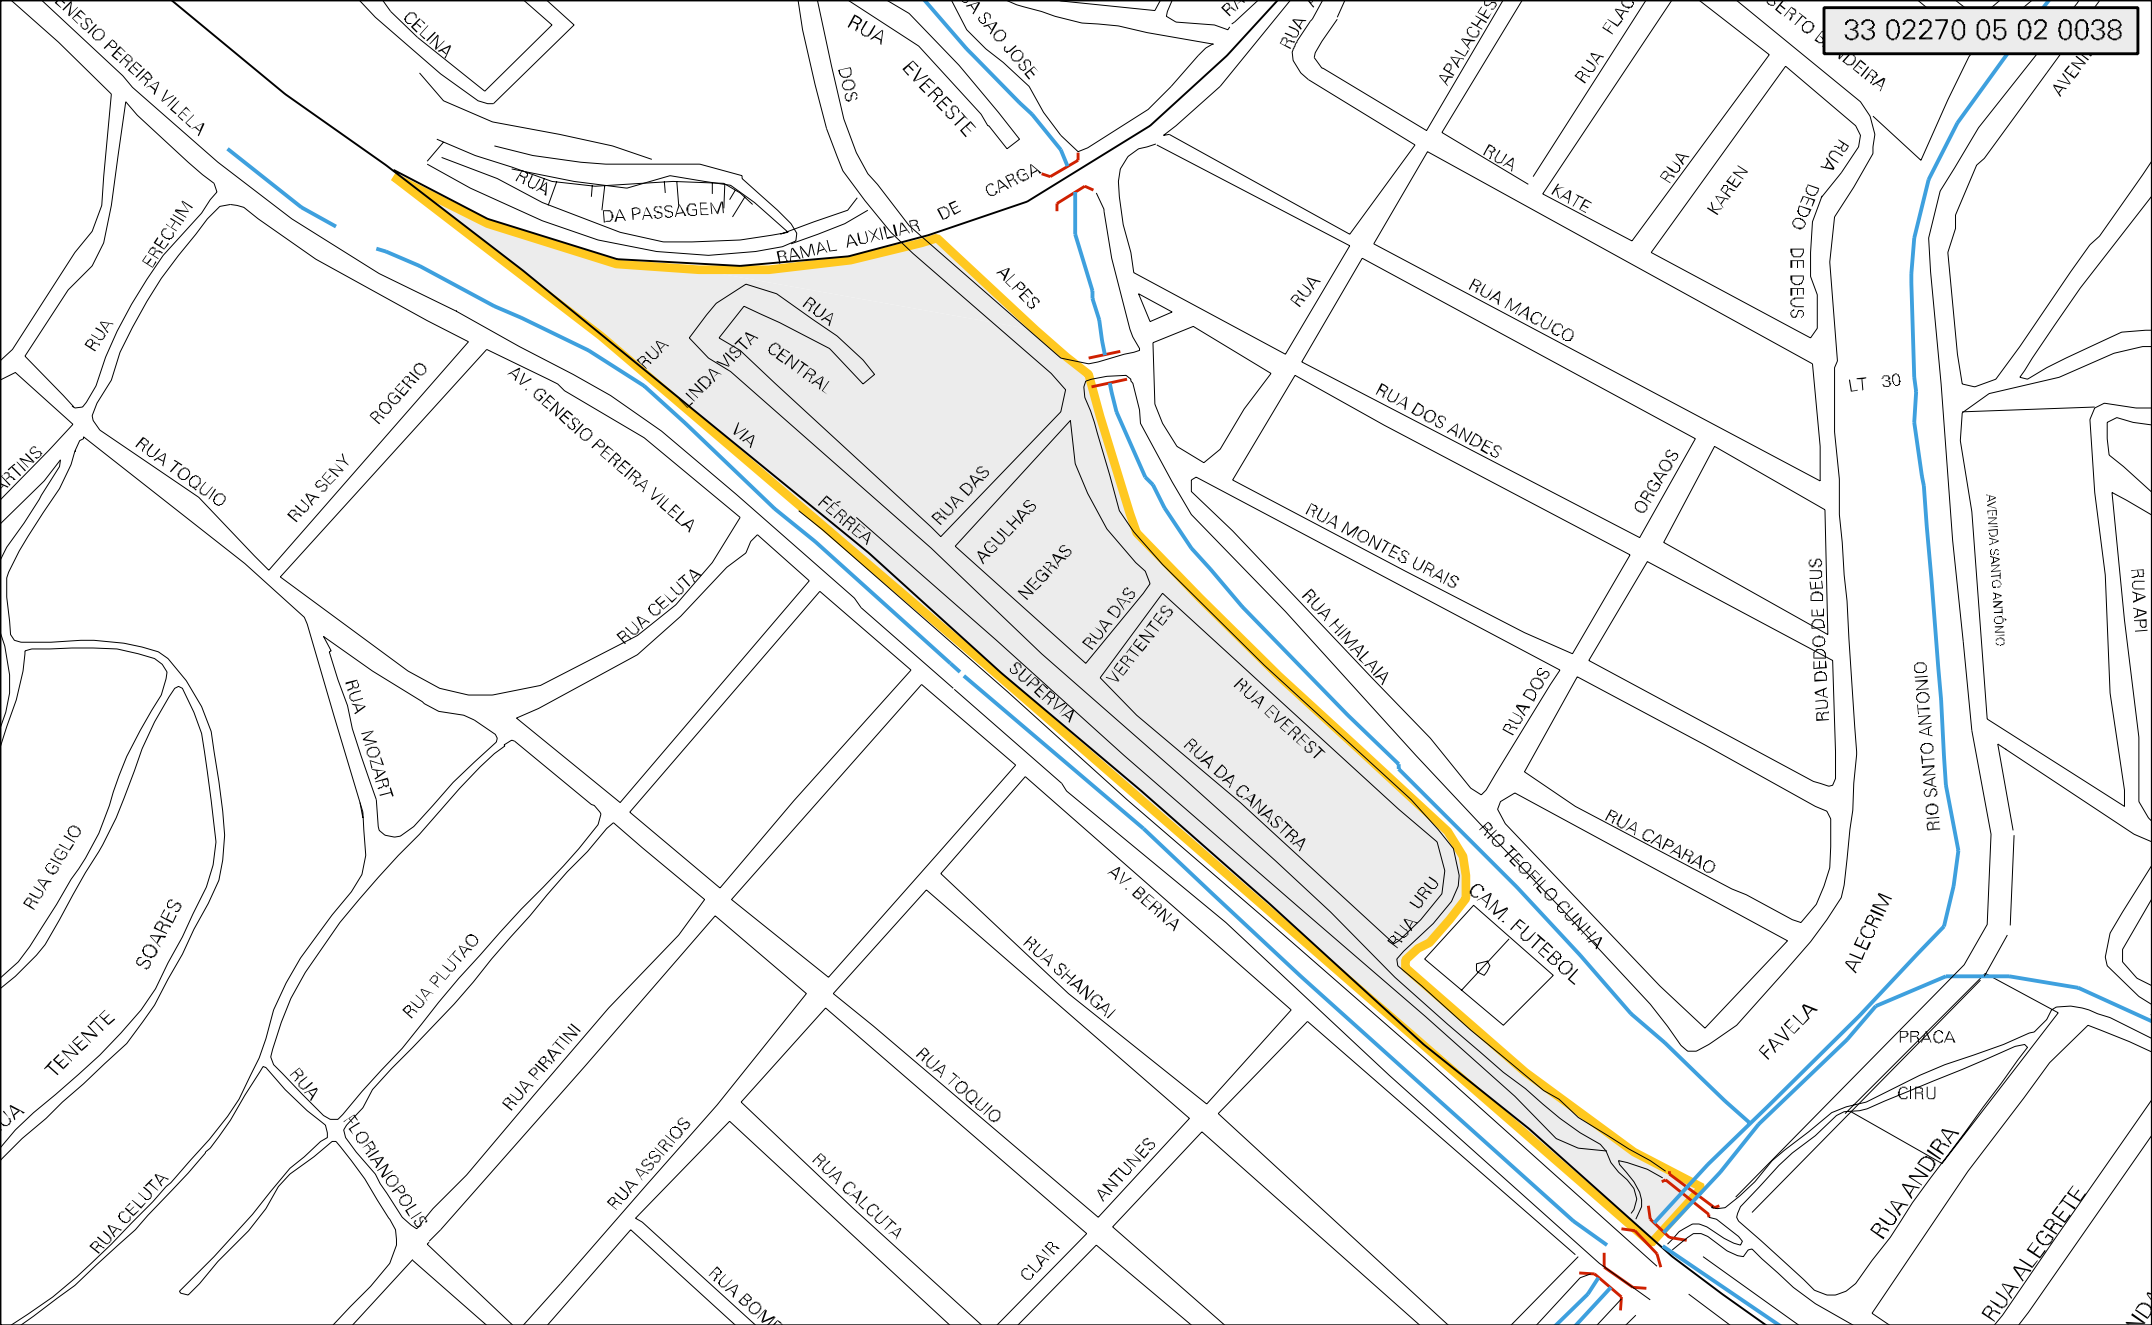 33 02270 05 02 0038
CELINA
RUA
EVERESTE
DOS
SAO JOSE
RUA
APALACHES
RUA
GENESIO PEREIRA VILELA
RUA
DA PASSAGEM
RAMAL AUXILIAR DE CARGA
ALPES
RUA
KATE
RUA
KAREN
RUA
DEDO
DE DEUS
RUA
ERECHIM
RUA
CENTRAL
RUA
LINDA VISTA
RUA
RUA MACUCO
LT 30
ROGERIO
RUA SENY
RUA TOQUIO
AV. GENESIO PEREIRA VILELA
VIA
FÉRREA
SUPERVIA
RUA DAS
AGULHAS
NEGRAS
RUA DAS
VERTENTES
RUA DOS ANDES
ORGAOS
RUA DOS
RUA MONTES URAIS
RUA HIMALAIA
RUA DEDO DE DEUS
AVENIDA SANTO ANTÔNIO
RUA API
RUA CELUTA
RUA
MOZART
RUA EVEREST
RUA DA CANASTRA
RIO SANTO ANTONIO
RUA GIGLIO
TENENTE
SOARES
RUA PLUTAO
RUA PIRATINI
AV. BERNA
RUA SHANGAI
RUA URU
CAM. FUTEBOL
RIO TEOFILO CUNHA
RUA CAPARAO
FAVELA
ALECRIM
PRACA
CIRU
RUA
FLORIANOPOLIS
RUA CELUTA
RUA ASSIRIOS
RUA TOQUIO
RUA CALCUTA
ANTUNES
CLAIR
RUA ANDIRA
RUA ALEGRETE